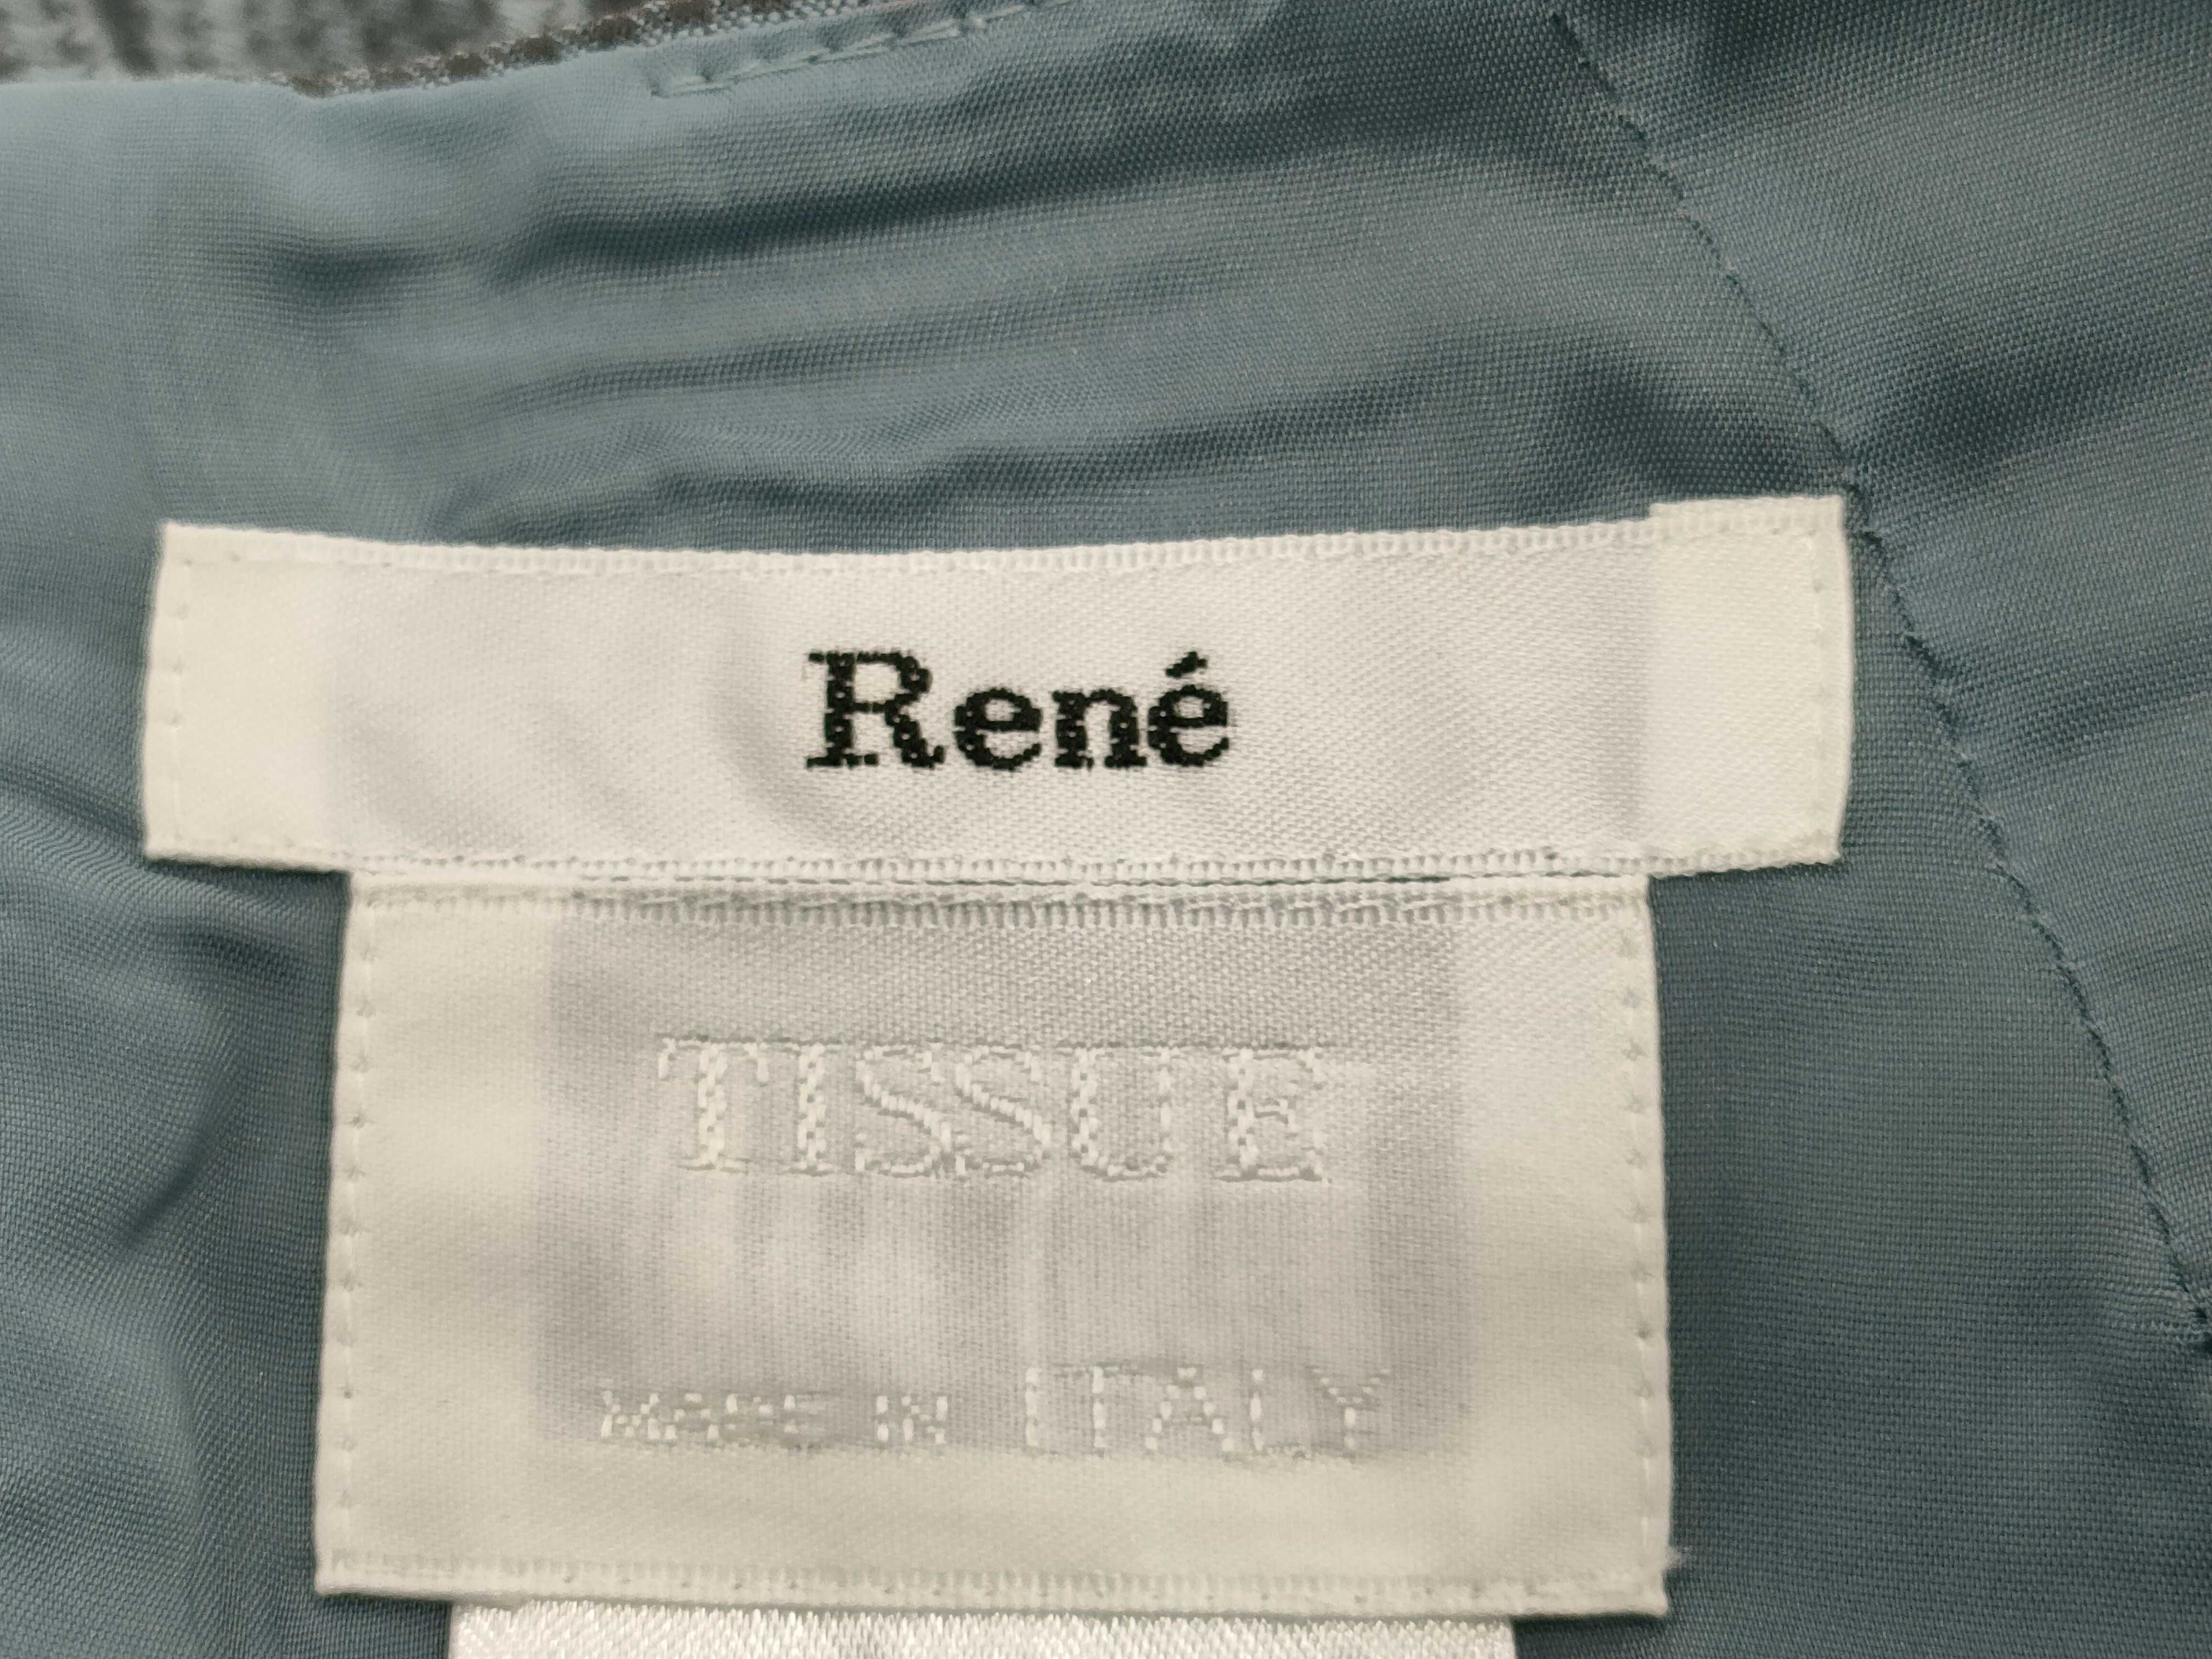 René
TISSUE
MADE IN ITALY